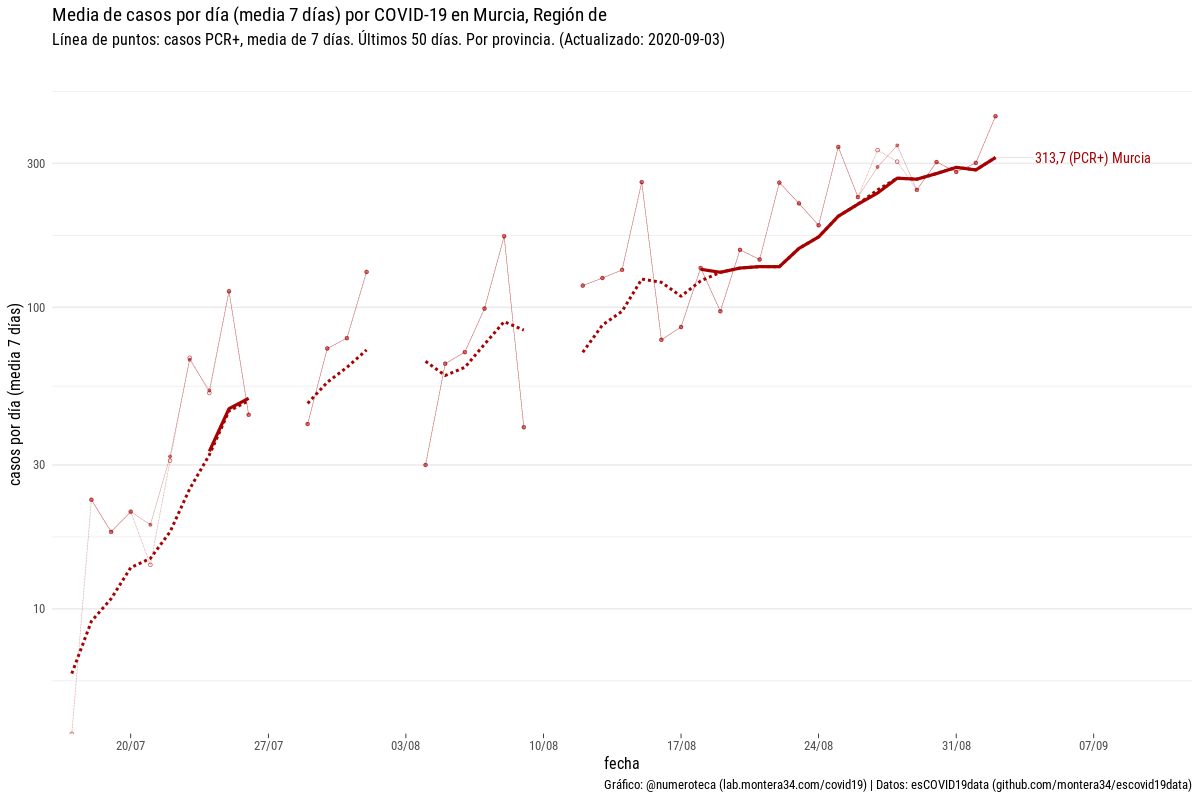 Media de casos por día (media 7 días) por COVID-19 en Murcia, Región de
Línea de puntos: casos PCR+, media de 7 días. Últimos 50 días. Por provincia. (Actualizado: 2020-09-03)
casos por día (media 7 días)
300
100
30
10
313,7 (PCR+) Murcia
20/07
27/07
03/08
10/08
17/08
24/08
31/08
07/09
fecha
Gráfico: @numeroteca (lab.montera34.com/covid19) | Datos: esCOVID19data (github.com/montera34/escovid19data)